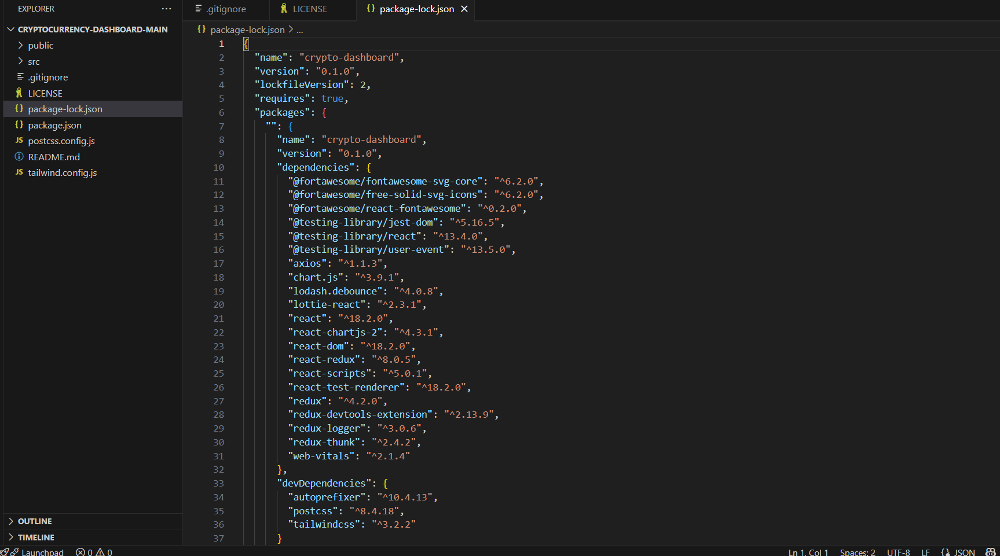 EXPLORER
...
CRYPTOCURRENCY-DASHBOARD-MAIN
public
src
.gitignore
LICENSE
{} package-lock.json
{} package.json
JS postcss.config.js
README.md
JS tailwind.config.js
OUTLINE
TIMELINE
.gitignore
LICENSE
{} package-lock.json
{} package-lock.json > ...
1 {
2 "name": "crypto-dashboard",
3 "version": "0.1.0",
4 "lockfileVersion": 2,
5 "requires": true,
6 "packages": {
7 "": {
8 "name": "crypto-dashboard",
9 "version": "0.1.0",
10 "dependencies": {
11 "@fortawesome/fontawesome-svg-core": "^6.2.0",
12 "@fortawesome/free-solid-svg-icons": "^6.2.0",
13 "@fortawesome/react-fontawesome": "^0.2.0",
14 "@testing-library/jest-dom": "^5.16.5",
15 "@testing-library/react": "^13.4.0",
16 "@testing-library/user-event": "^13.5.0",
17 "axios": "^1.1.3",
18 "chart.js": "^3.9.1",
19 "lodash.debounce": "^4.0.8",
20 "lottie-react": "^2.3.1",
21 "react": "^18.2.0",
22 "react-chartjs-2": "^4.3.1",
23 "react-dom": "^18.2.0",
24 "react-redux": "^8.0.5",
25 "react-scripts": "^5.0.1",
26 "react-test-renderer": "^18.2.0",
27 "redux": "^4.2.0",
28 "redux-devtools-extension": "^2.13.9",
29 "redux-logger": "^3.0.6",
30 "redux-thunk": "^2.4.2",
31 "web-vitals": "^2.1.4"
32 },
33 "devDependencies": {
34 "autoprefixer": "^10.4.13",
35 "postcss": "^8.4.18",
36 "tailwindcss": "^3.2.2"
37 }
Launchpad 0 0 Ln 1, Col 1 Spaces: 2 UTF-8 LF {} JSON